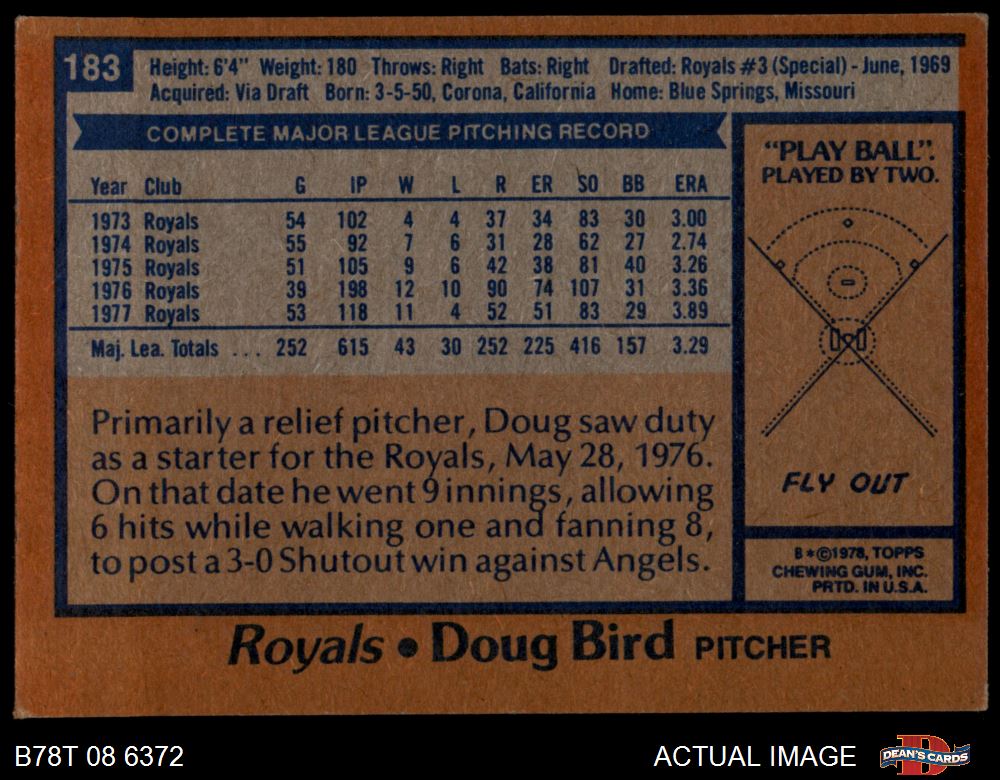 183
Height: 6'4" Weight: 180 Throws: Right Bats: Right Drafted: Royals #3 (Special) - June, 1969
Acquired: Via Draft Born: 3-5-50, Corona, California Home: Blue Springs, Missouri
COMPLETE MAJOR LEAGUE PITCHING RECORD
Year Club G IP W L R ER SO BB ERA
1973 Royals 54 102 4 4 37 34 83 30 3.00
1974 Royals 55 92 7 6 31 28 62 27 2.74
1975 Royals 51 105 9 6 42 38 81 40 3.26
1976 Royals 39 198 12 10 90 74 107 31 3.36
1977 Royals 53 118 11 4 52 51 83 29 3.89
Maj. Lea. Totals ... 252 615 43 30 252 225 416 157 3.29
Primarily a relief pitcher, Doug saw duty
as a starter for the Royals, May 28, 1976.
On that date he went 9 innings, allowing
6 hits while walking one and fanning 8,
to post a 3-0 Shutout win against Angels.
"PLAY BALL".
PLAYED BY TWO.
FLY OUT
B*©1978, TOPPS
CHEWING GUM, INC.
PRTD. IN U.S.A.
Royals • Doug Bird PITCHER
B78T 08 6372
ACTUAL IMAGE
D
DEAN'S CARDS